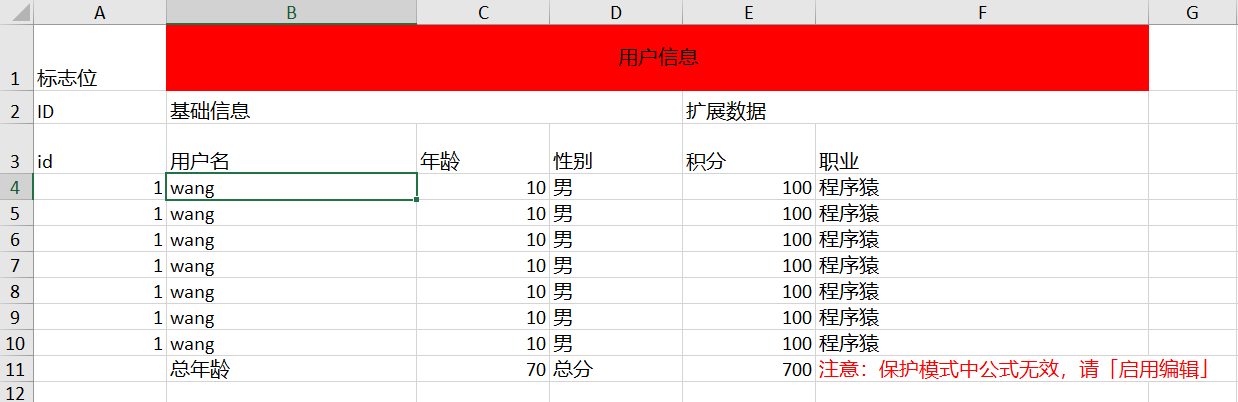 A B C D E F G
用户信息
1 标志位
2 ID 基础信息 扩展数据
3 id 用户名 年龄 性别 积分 职业
4 1 wang 10 男 100 程序猿
5 1 wang 10 男 100 程序猿
6 1 wang 10 男 100 程序猿
7 1 wang 10 男 100 程序猿
8 1 wang 10 男 100 程序猿
9 1 wang 10 男 100 程序猿
10 1 wang 10 男 100 程序猿
11 总年龄 70 总分 700 注意：保护模式中公式无效，请「启用编辑」
12